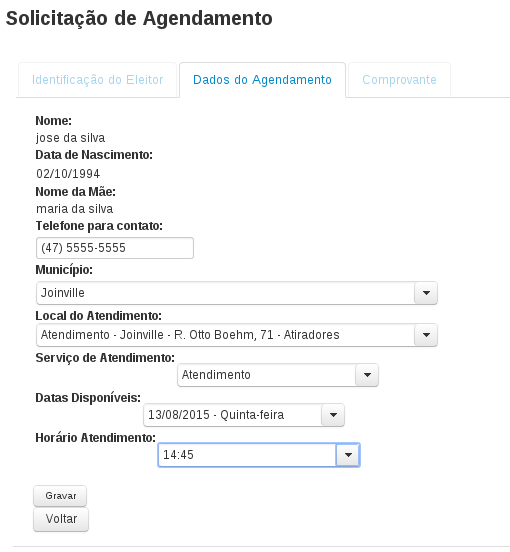 Solicitação de Agendamento
Identificação do Eleitor
Dados do Agendamento
Comprovante
Nome:
jose da silva
Data de Nascimento:
02/10/1994
Nome da Mãe:
maria da silva
Telefone para contato:
(47) 5555-5555
Município:
Joinville
Local do Atendimento:
Atendimento - Joinville - R. Otto Boehm, 71 - Atiradores
Serviço de Atendimento:
Atendimento
Datas Disponíveis:
13/08/2015 - Quinta-feira
Horário Atendimento:
14:45
Gravar
Voltar